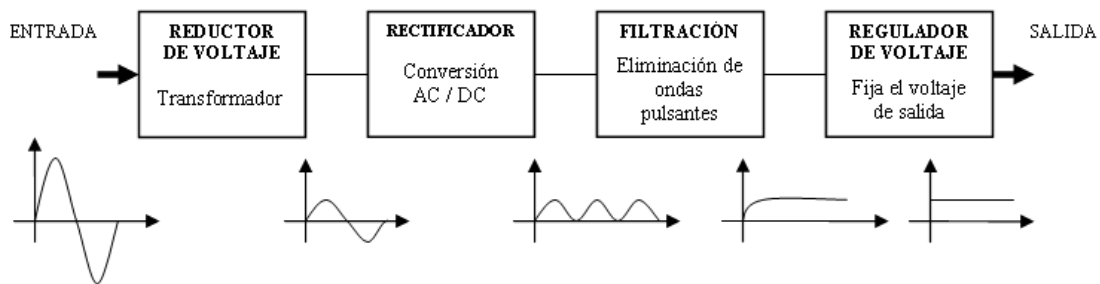 ENTRADA
REDUCTOR
DE VOLTAJE
Transformador
RECTIFICADOR
Conversión
AC / DC
FILTRACIÓN
Eliminación de
ondas
pulsantes
REGULADOR
DE VOLTAJE
Fija el voltaje
de salida
SALIDA